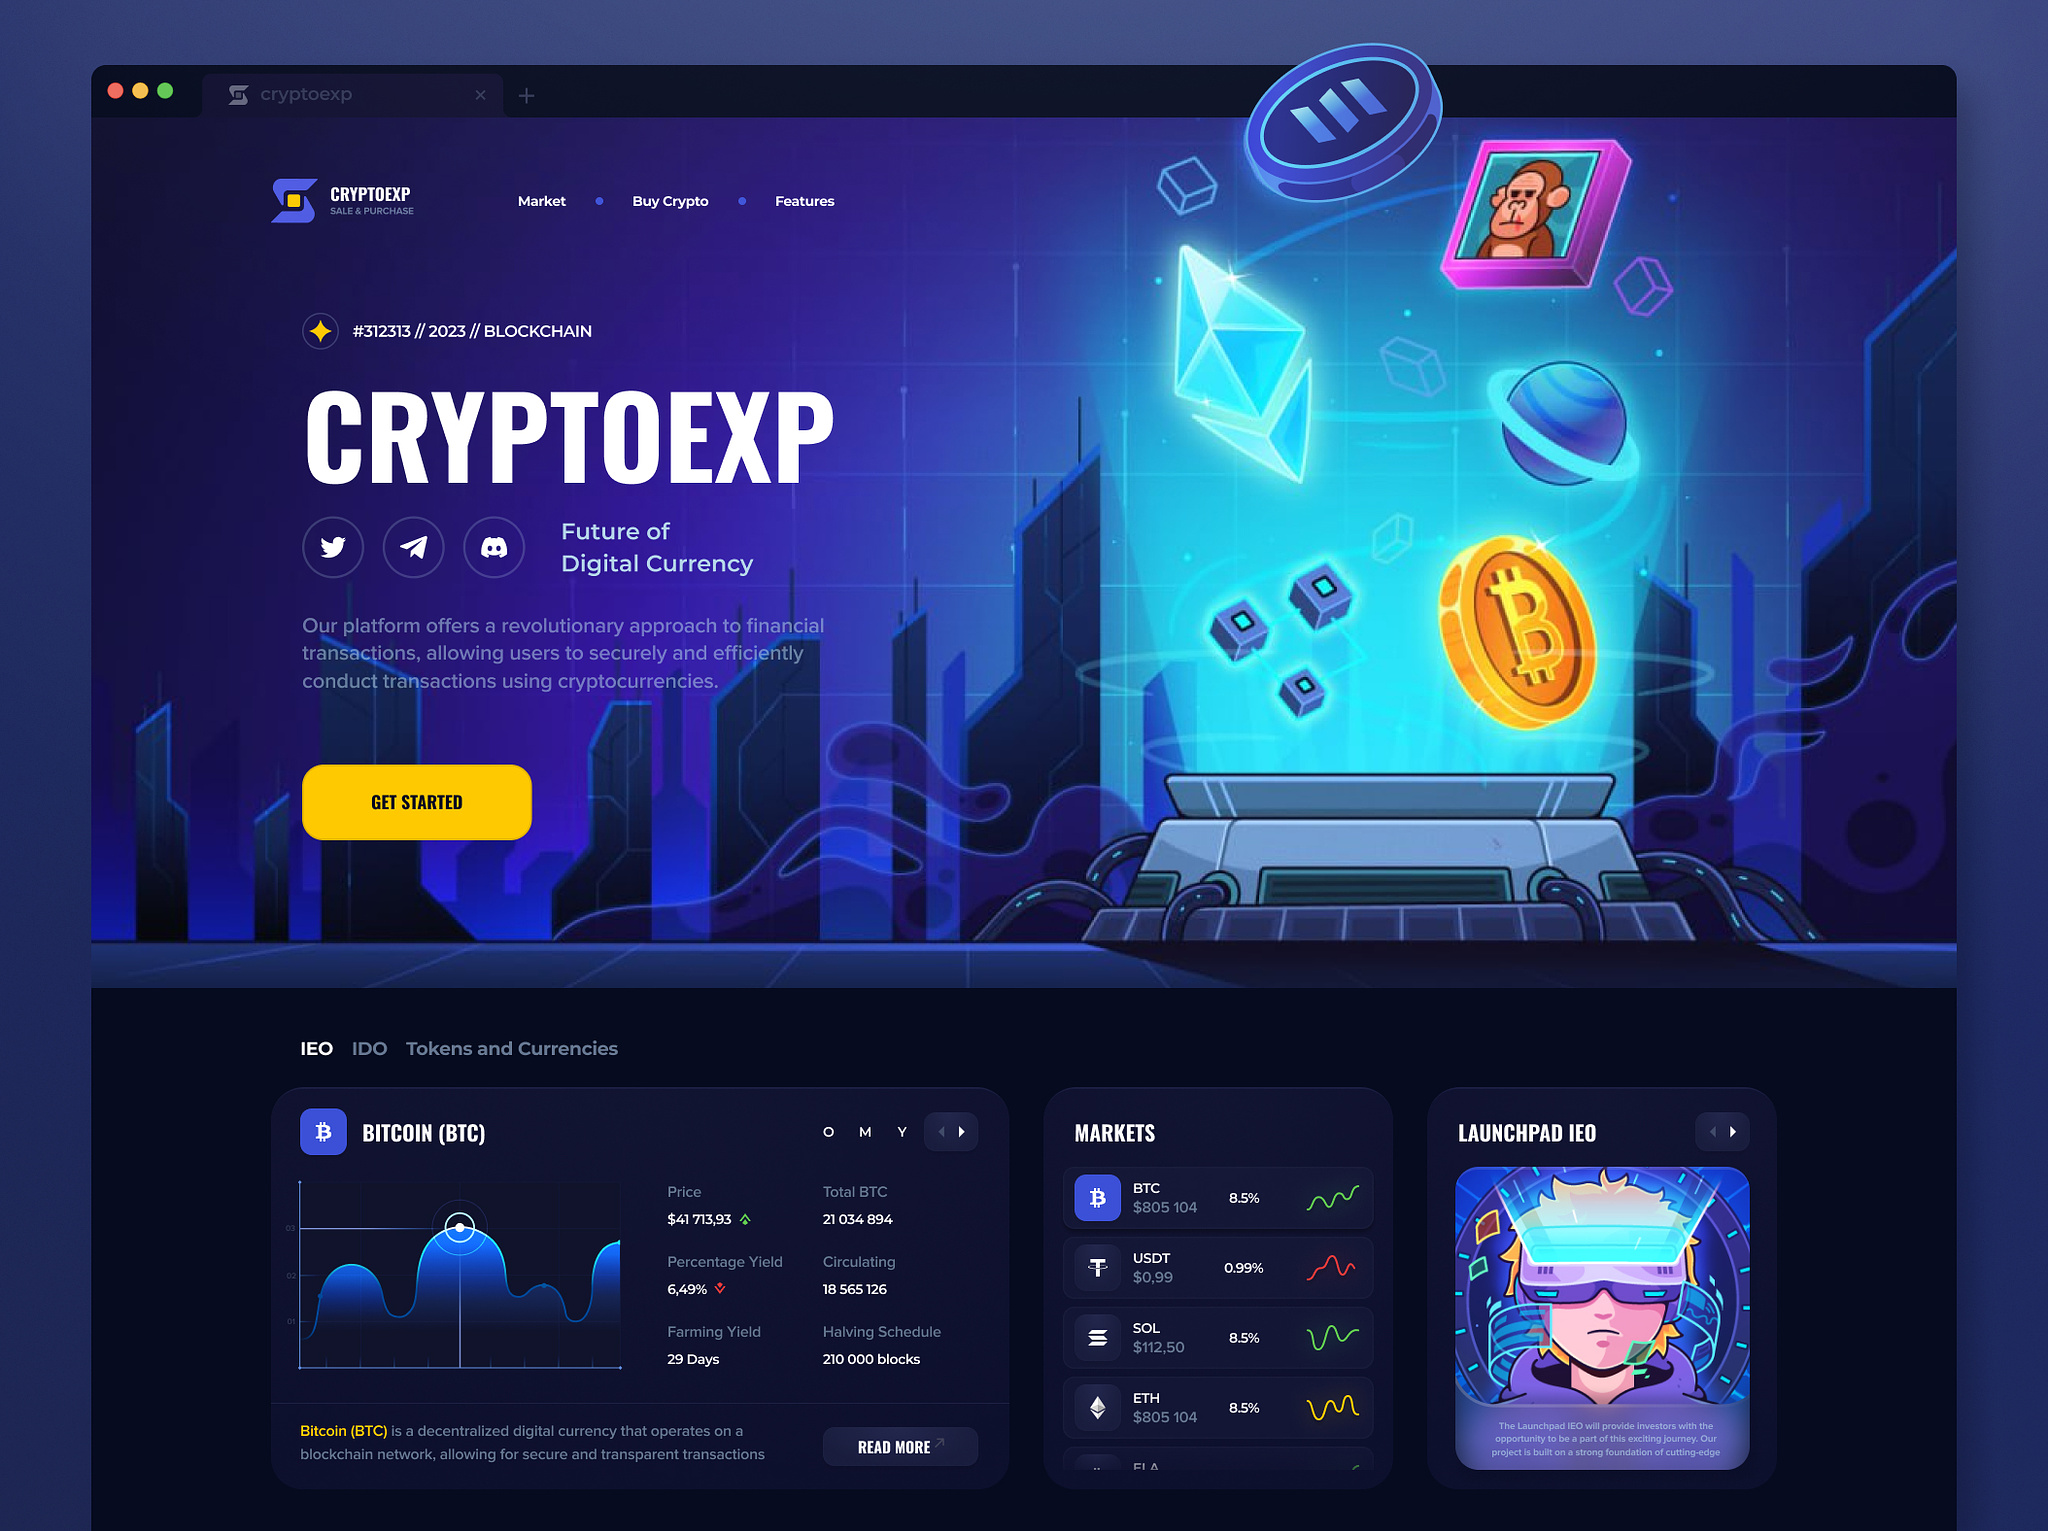 cryptoexp
CRYPTOEXP
SALE & PURCHASE
Market
Buy Crypto
Features
#312313 // 2023 // BLOCKCHAIN
CRYPTOEXP
Future of
Digital Currency
Our platform offers a revolutionary approach to financial
transactions, allowing users to securely and efficiently
conduct transactions using cryptocurrencies.
GET STARTED
IEO
IDO
Tokens and Currencies
BITCOIN (BTC)
O
M
Y
03
02
01
Price
$41 713,93
Total BTC
21 034 894
Percentage Yield
6,49%
Circulating
18 565 126
Farming Yield
29 Days
Halving Schedule
210 000 blocks
Bitcoin (BTC) is a decentralized digital currency that operates on a
blockchain network, allowing for secure and transparent transactions
READ MORE
MARKETS
BTC
$805 104
8.5%
USDT
$0,99
0.99%
SOL
$112,50
8.5%
ETH
$805 104
8.5%
LAUNCHPAD IEO
The Launchpad IEO will provide investors with the
opportunity to be a part of this exciting journey. Our
project is built on a strong foundation of cutting-edge